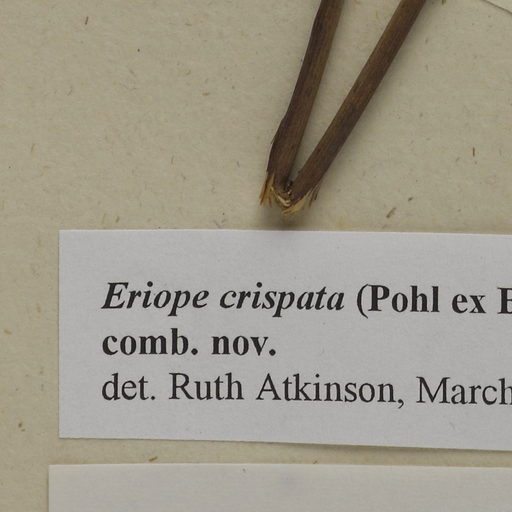 Eriope crispata (Pohl ex
comb. nov.
det. Ruth Atkinson, March